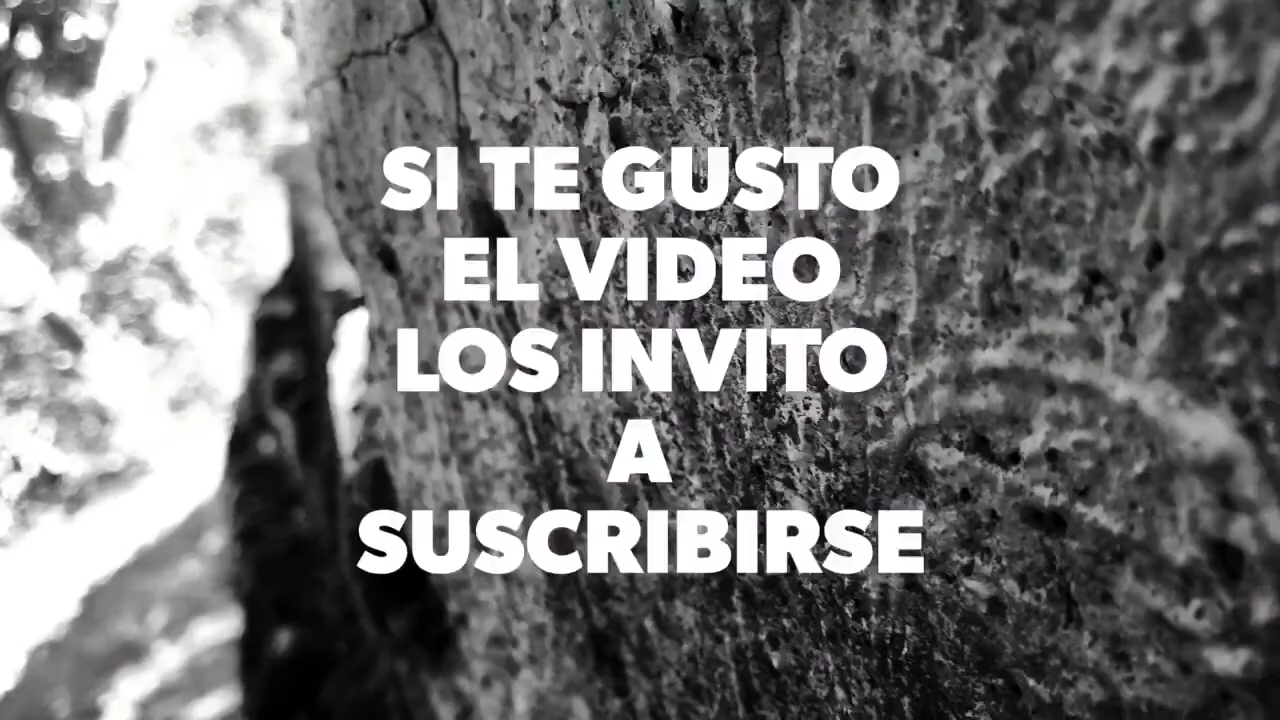 SI TE GUSTO
EL VIDEO
LOS INVITO
A
SUSCRIBIRSE